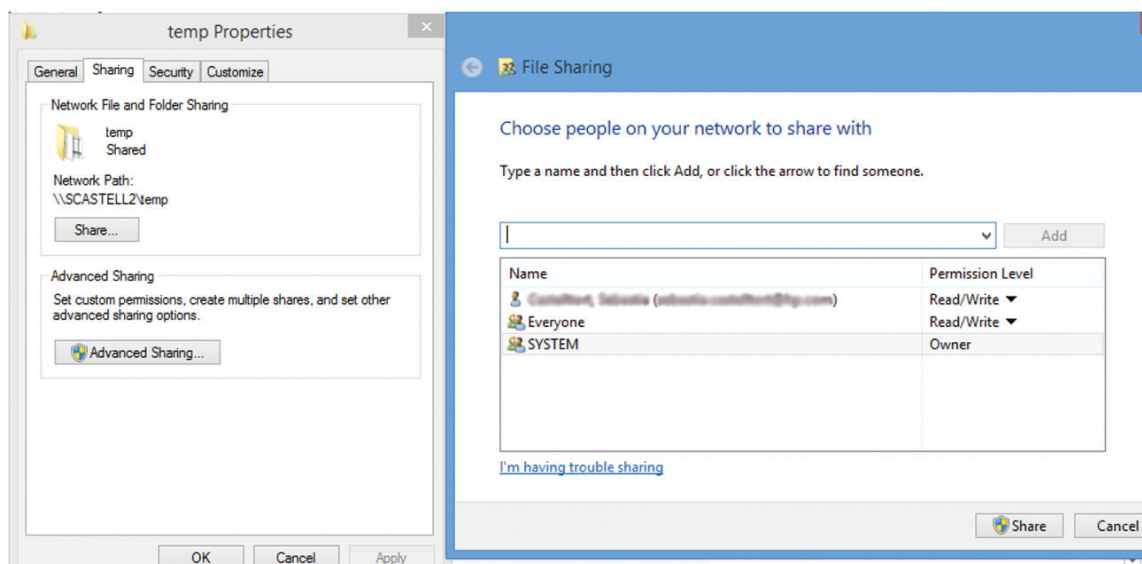 temp Properties
General Sharing Security Customize
Network File and Folder Sharing
temp
Shared
Network Path:
\\SCASTELL2\temp
Share...
Advanced Sharing
Set custom permissions, create multiple shares, and set other
advanced sharing options.
Advanced Sharing...
OK Cancel Apply
File Sharing
Choose people on your network to share with
Type a name and then click Add, or click the arrow to find someone.
Add
Name Permission Level
Read/Write
Everyone Read/Write
SYSTEM Owner
I'm having trouble sharing
Share Cancel